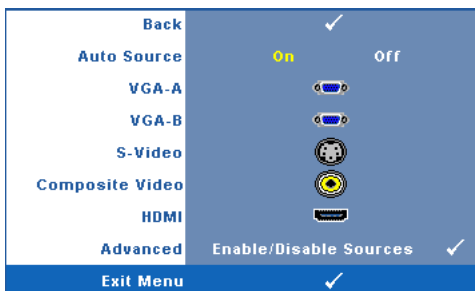 Back
Auto Source On Off
VGA-A
VGA-B
S-Video
Composite Video
HDMI
Advanced Enable/Disable Sources
Exit Menu